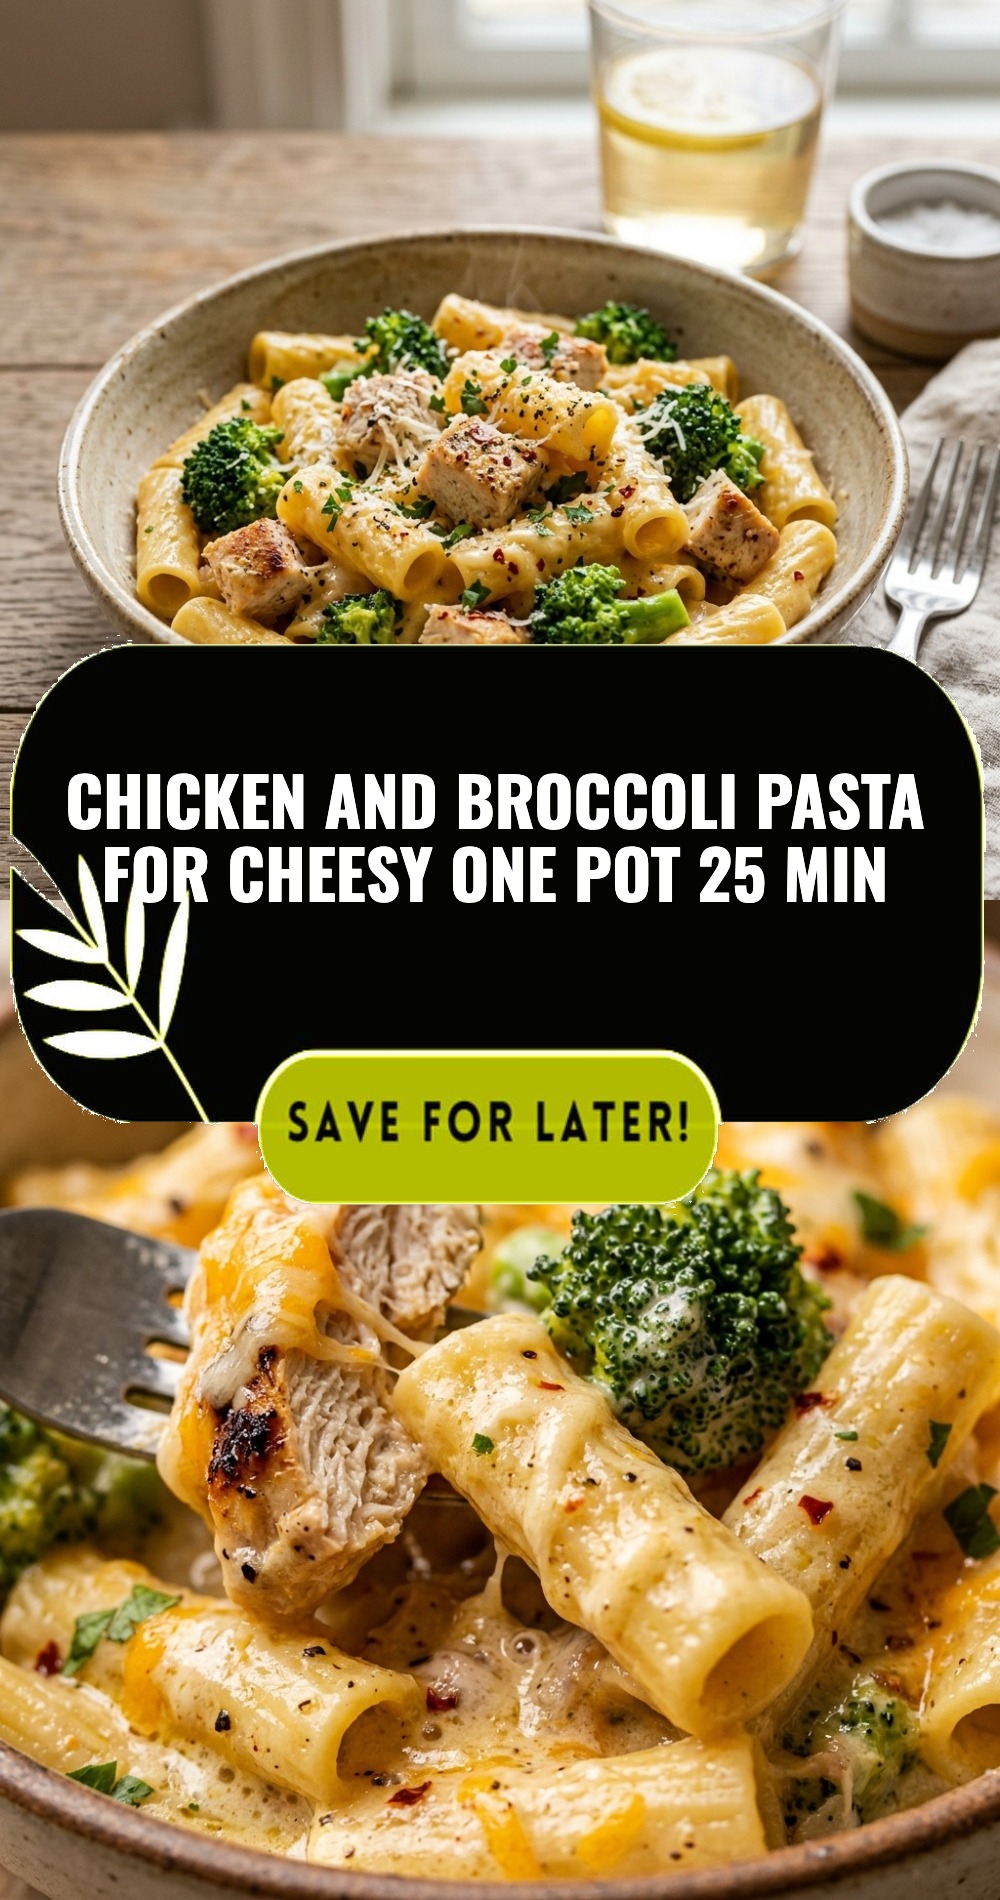 CHICKEN AND BROCCOLI PASTA
FOR CHEESY ONE POT 25 MIN
SAVE FOR LATER!